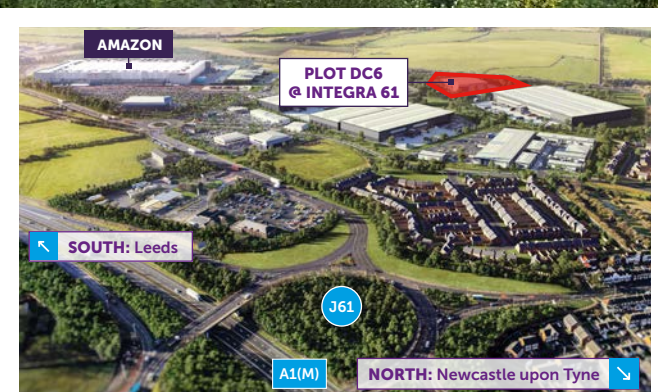 AMAZON
PLOT DC6
@ INTEGRA 61
SOUTH: Leeds
J61
A1(M)
NORTH: Newcastle upon Tyne